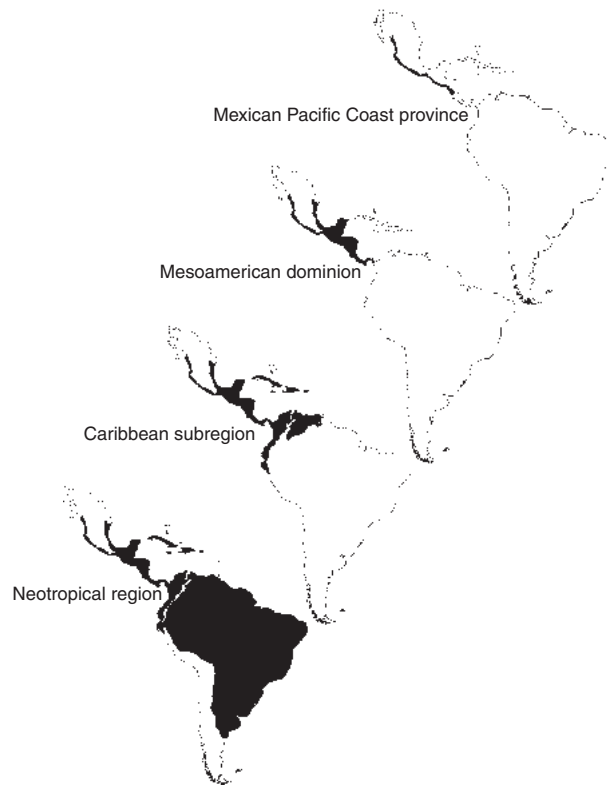 Mexican Pacific Coast province
Mesoamerican dominion
Caribbean subregion
Neotropical region